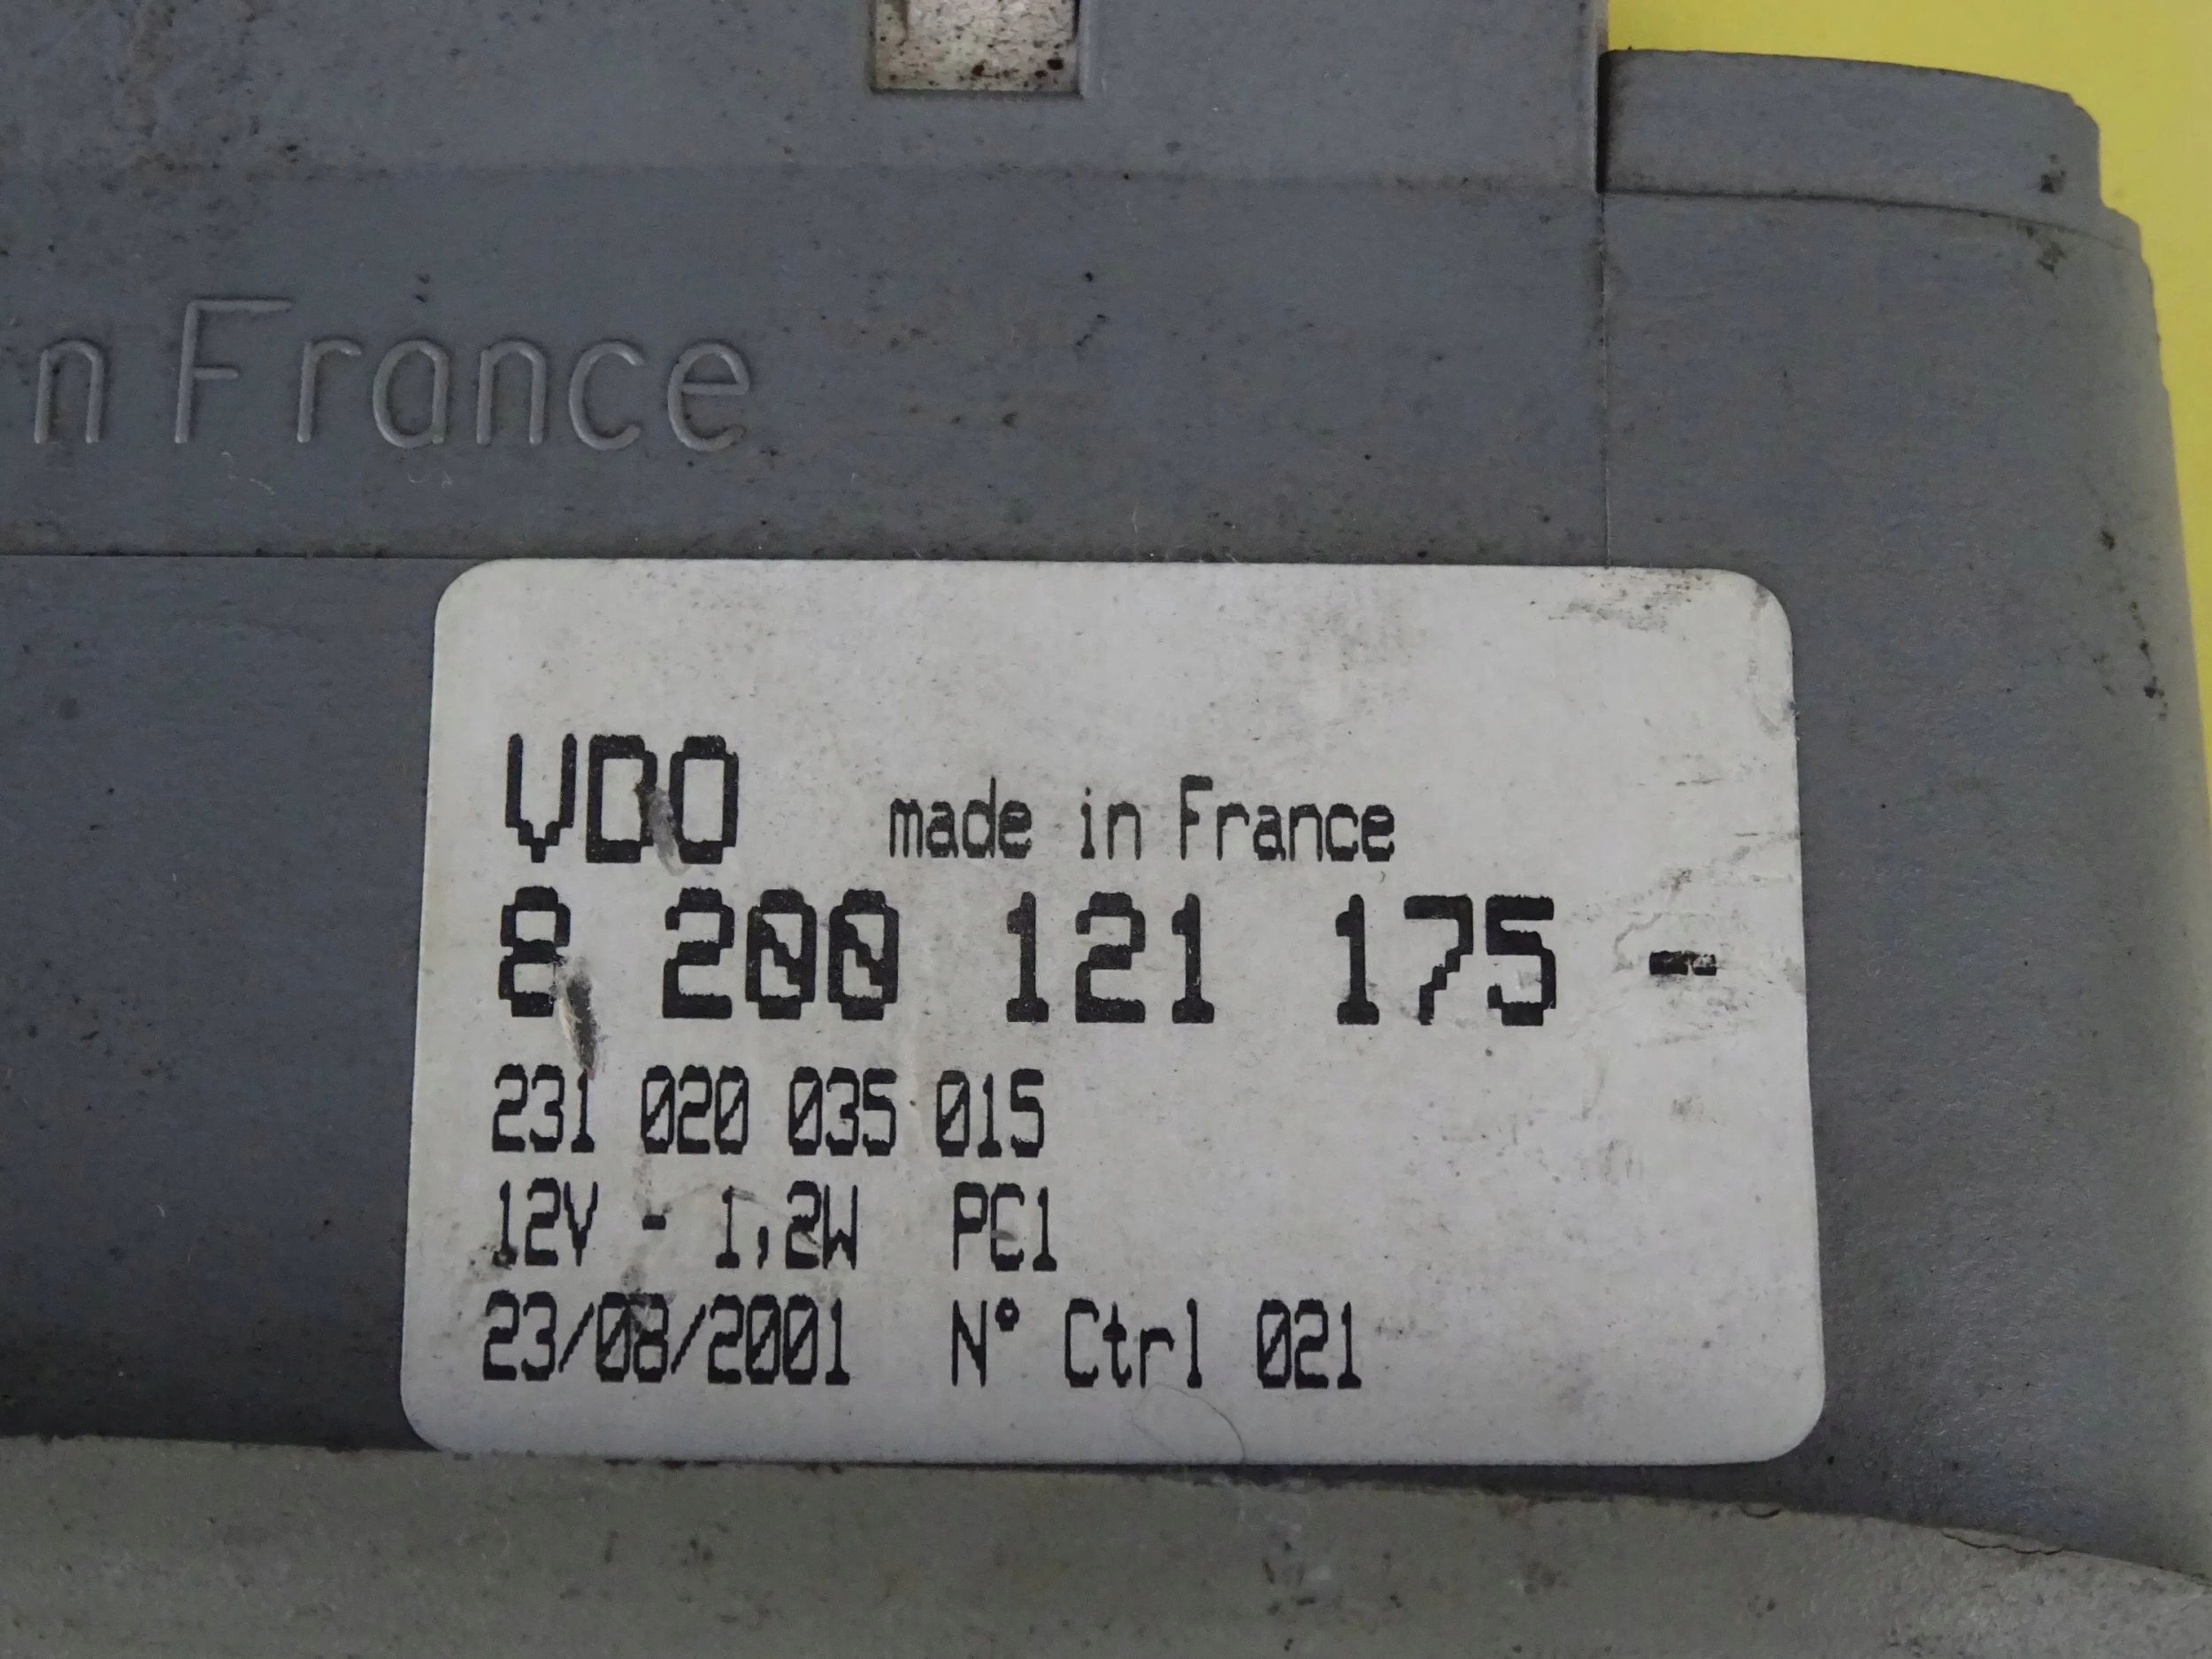 n France
VDO made in France
8 200 121 175 -
231 020 035 015
12V - 1,2W PC1
23/08/2001 N° Ctrl 021